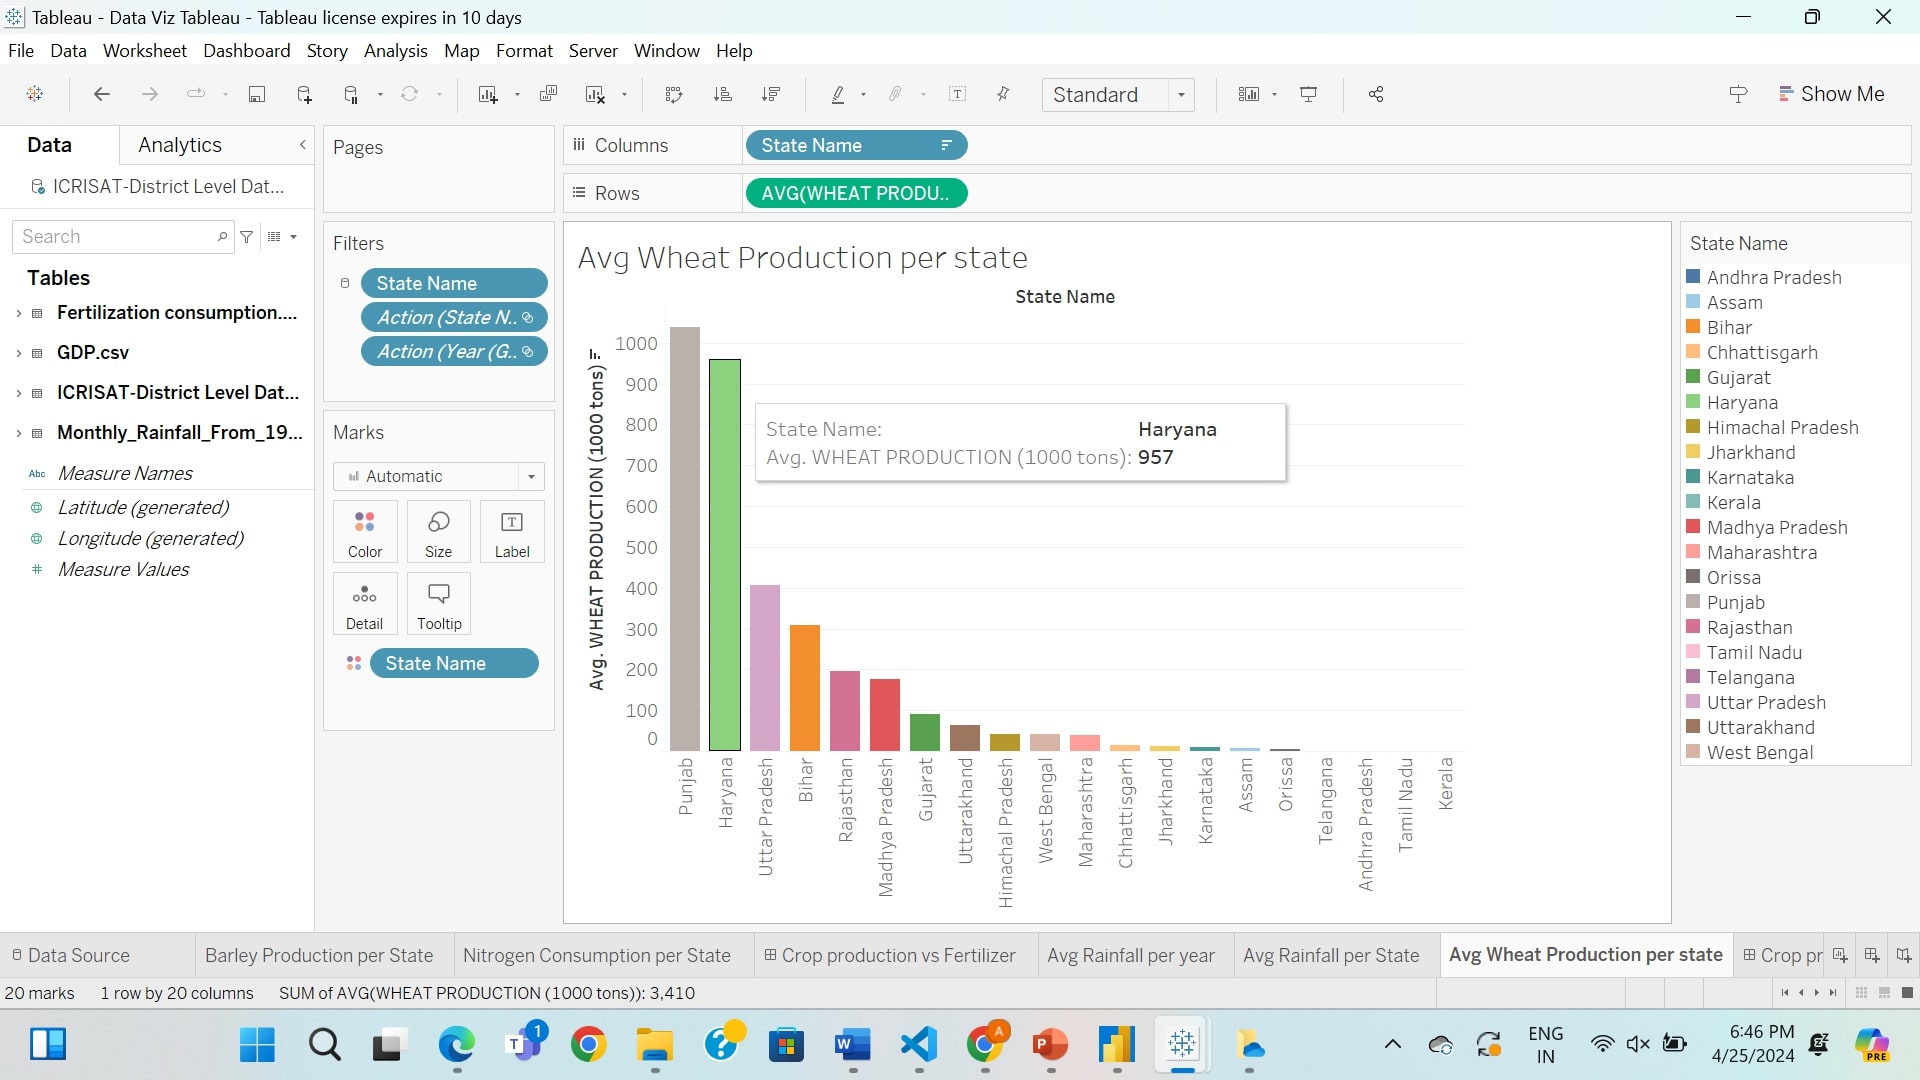 Tableau - Data Viz Tableau - Tableau license expires in 10 days
File Data Worksheet Dashboard Story Analysis Map Format Server Window Help
Standard
Show Me
Data Analytics
ICRISAT-District Level Dat...
Search
Tables
Fertilization consumption....
GDP.csv
ICRISAT-District Level Dat...
Monthly_Rainfall_From_19...
Abc Measure Names
Latitude (generated)
Longitude (generated)
# Measure Values
Pages
Filters
State Name
Action (State N..
Action (Year (G..
Marks
Automatic
Color Size Label
Detail Tooltip
State Name
Columns State Name
Rows AVG(WHEAT PRODU..
Avg Wheat Production per state
State Name
Avg. WHEAT PRODUCTION (1000 tons)
1000
900
800
700
600
500
400
300
200
100
0
State Name: Haryana
Avg. WHEAT PRODUCTION (1000 tons): 957
Punjab
Haryana
Uttar Pradesh
Bihar
Rajasthan
Madhya Pradesh
Gujarat
Uttarakhand
Himachal Pradesh
West Bengal
Maharashtra
Chhattisgarh
Jharkhand
Karnataka
Assam
Orissa
Telangana
Andhra Pradesh
Tamil Nadu
Kerala
State Name
Andhra Pradesh
Assam
Bihar
Chhattisgarh
Gujarat
Haryana
Himachal Pradesh
Jharkhand
Karnataka
Kerala
Madhya Pradesh
Maharashtra
Orissa
Punjab
Rajasthan
Tamil Nadu
Telangana
Uttar Pradesh
Uttarakhand
West Bengal
Data Source Barley Production per State Nitrogen Consumption per State Crop production vs Fertilizer Avg Rainfall per year Avg Rainfall per State Avg Wheat Production per state Crop pr
20 marks 1 row by 20 columns SUM of AVG(WHEAT PRODUCTION (1000 tons)): 3,410
1
A
W
P
T
PRE
ENG
IN
6:46 PM
4/25/2024